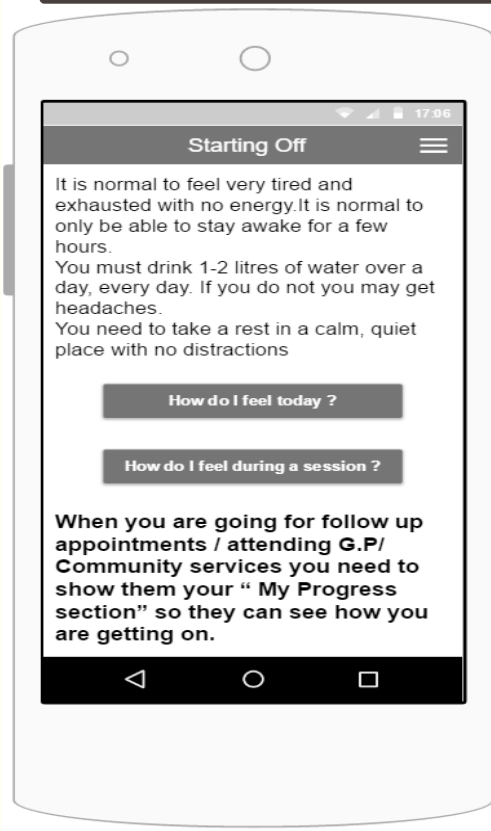 17:06
Starting Off
It is normal to feel very tired and
exhausted with no energy.It is normal to
only be able to stay awake for a few
hours.
You must drink 1-2 litres of water over a
day, every day. If you do not you may get
headaches.
You need to take a rest in a calm, quiet
place with no distractions
How do I feel today ?
How do I feel during a session ?
When you are going for follow up
appointments / attending G.P/
Community services you need to
show them your “ My Progress
section” so they can see how you
are getting on.